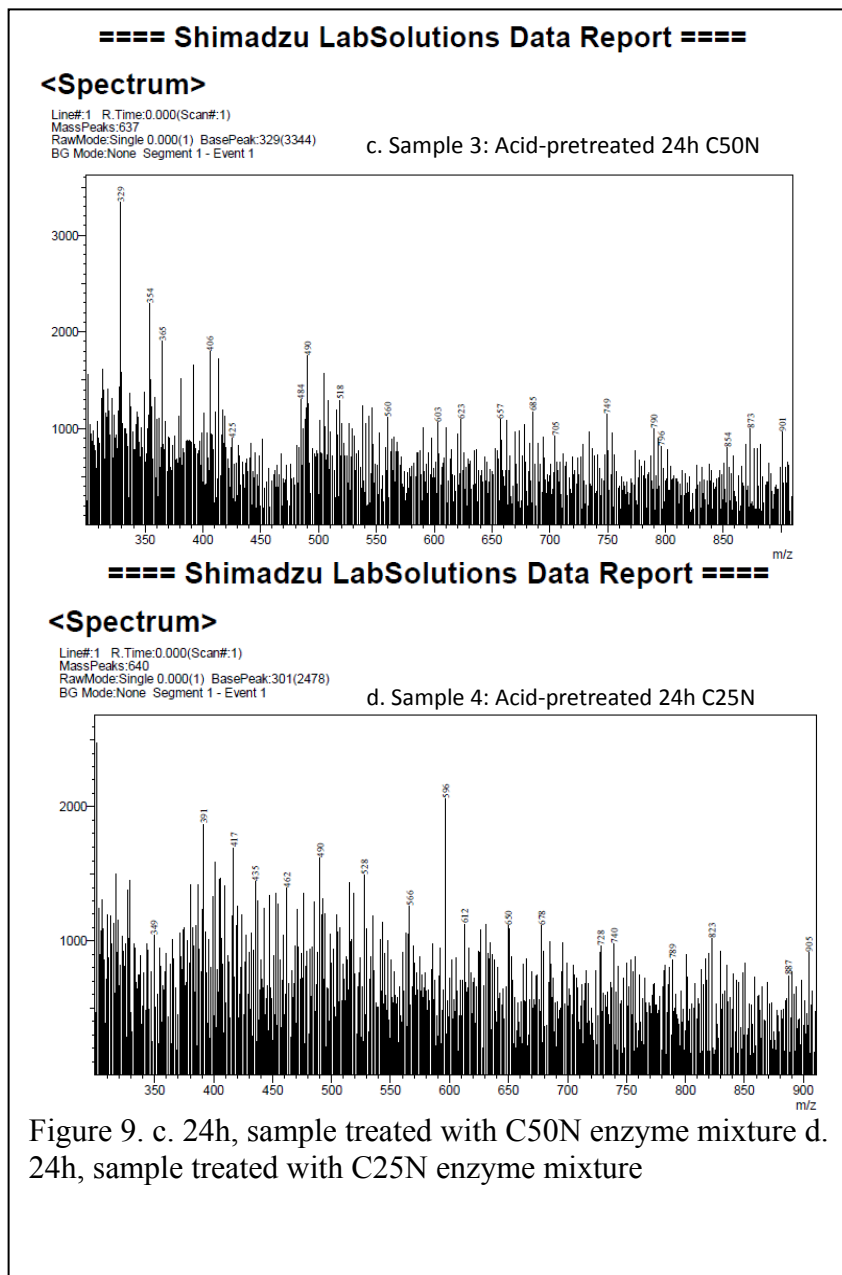 ==== Shimadzu LabSolutions Data Report ====
<Spectrum>
Line#:1 R.Time:0.000(Scan#:1)
MassPeaks:637
RawMode:Single 0.000(1) BasePeak:329(3344)
BG Mode:None Segment 1 - Event 1
c. Sample 3: Acid-pretreated 24h C50N
329
354
365
406
425
484
490
518
560
603
623
657
685
705
749
790
796
854
873
901
3000
2000
1000
350 400 450 500 550 600 650 700 750 800 850
m/z
==== Shimadzu LabSolutions Data Report ====
<Spectrum>
Line#:1 R.Time:0.000(Scan#:1)
MassPeaks:640
RawMode:Single 0.000(1) BasePeak:301(2478)
BG Mode:None Segment 1 - Event 1
d. Sample 4: Acid-pretreated 24h C25N
349
391
417
435
462
490
528
566
596
612
650
678
728
740
789
823
887
905
2000
1000
350 400 450 500 550 600 650 700 750 800 850 900
m/z
Figure 9. c. 24h, sample treated with C50N enzyme mixture d.
24h, sample treated with C25N enzyme mixture